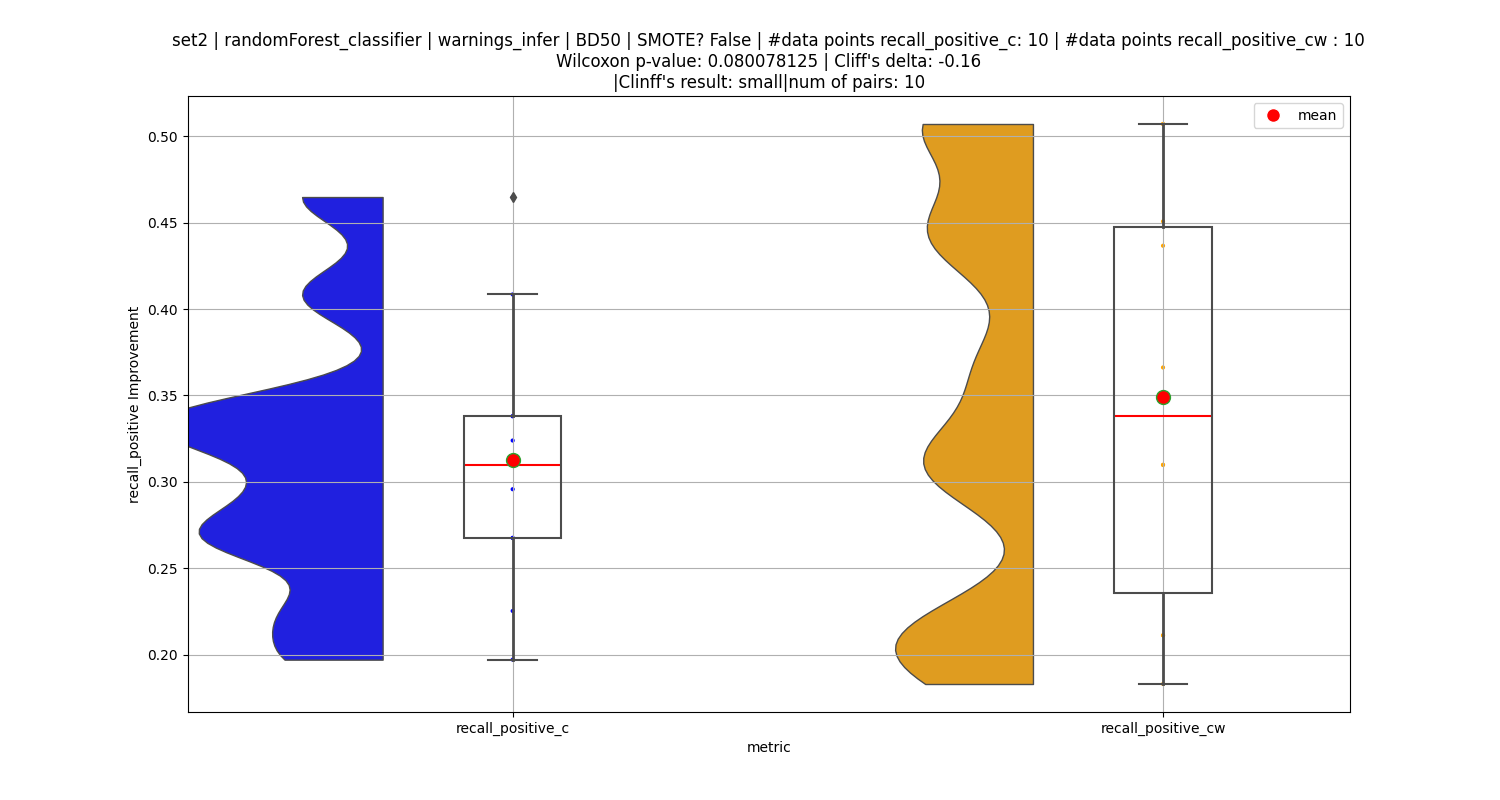 set2 | randomForest_classifier | warnings_infer | BD50 | SMOTE? False | #data points recall_positive_c: 10 | #data points recall_positive_cw : 10
Wilcoxon p-value: 0.080078125 | Cliff's delta: -0.16
|Clinff's result: small|num of pairs: 10
mean
0.50
0.45
0.40
0.35
0.30
0.25
0.20
recall_positive Improvement
recall_positive_c
recall_positive_cw
metric